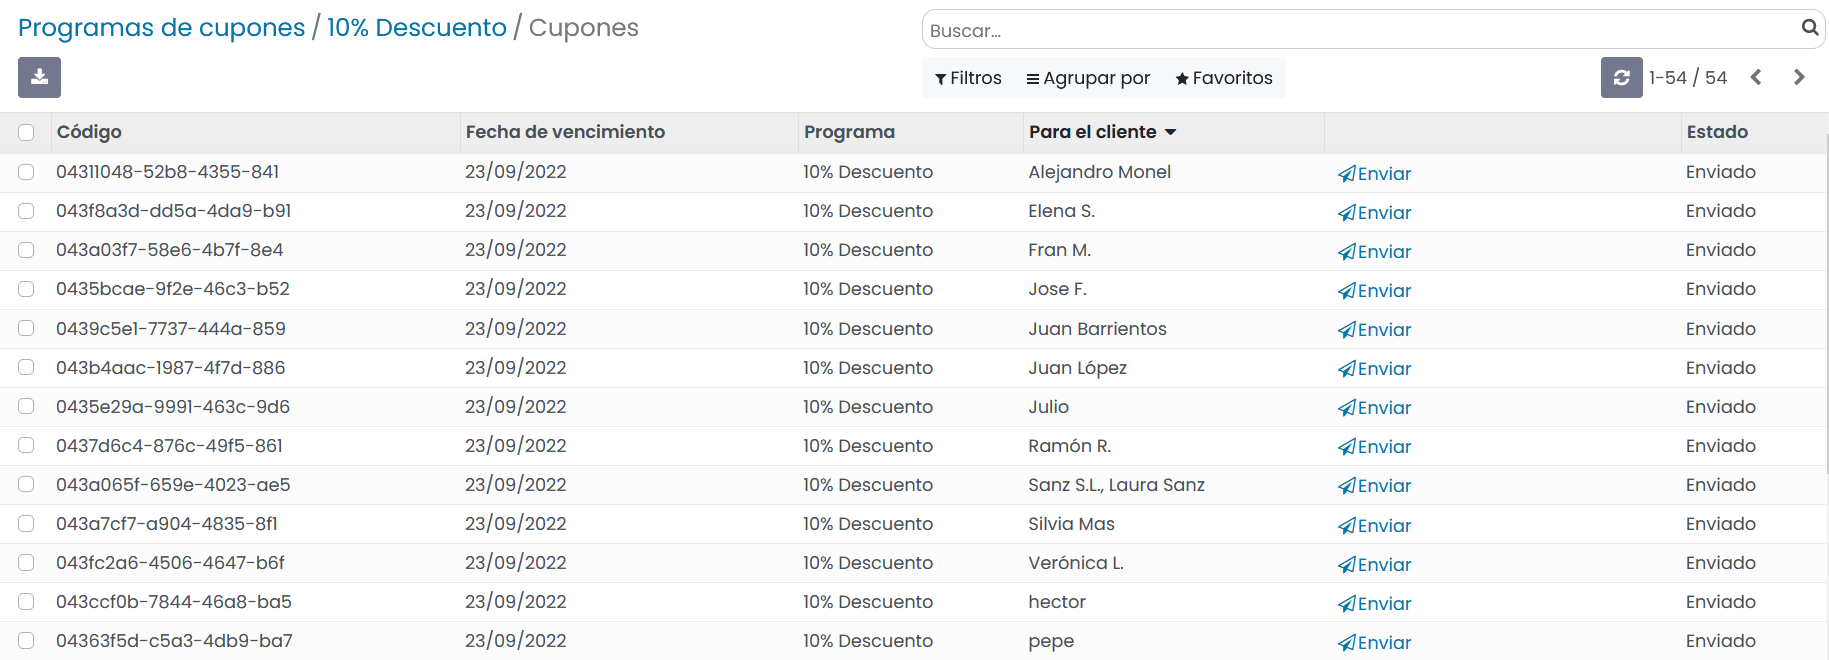 Programas de cupones / 10% Descuento / Cupones
Buscar...
Filtros Agrupar por Favoritos 1-54 / 54
Código Fecha de vencimiento Programa Para el cliente Estado
04311048-52b8-4355-841 23/09/2022 10% Descuento Alejandro Monel Enviar Enviado
043f8a3d-dd5a-4da9-b91 23/09/2022 10% Descuento Elena S. Enviar Enviado
043a03f7-58e6-4b7f-8e4 23/09/2022 10% Descuento Fran M. Enviar Enviado
0435bcae-9f2e-46c3-b52 23/09/2022 10% Descuento Jose F. Enviar Enviado
0439c5e1-7737-444a-859 23/09/2022 10% Descuento Juan Barrientos Enviar Enviado
043b4aac-1987-4f7d-886 23/09/2022 10% Descuento Juan López Enviar Enviado
0435e29a-9991-463c-9d6 23/09/2022 10% Descuento Julio Enviar Enviado
0437d6c4-876c-49f5-861 23/09/2022 10% Descuento Ramón R. Enviar Enviado
043a065f-659e-4023-ae5 23/09/2022 10% Descuento Sanz S.L., Laura Sanz Enviar Enviado
043a7cf7-a904-4835-8f1 23/09/2022 10% Descuento Silvia Mas Enviar Enviado
043fc2a6-4506-4647-b6f 23/09/2022 10% Descuento Verónica L. Enviar Enviado
043ccf0b-7844-46a8-ba5 23/09/2022 10% Descuento hector Enviar Enviado
04363f5d-c5a3-4db9-ba7 23/09/2022 10% Descuento pepe Enviar Enviado